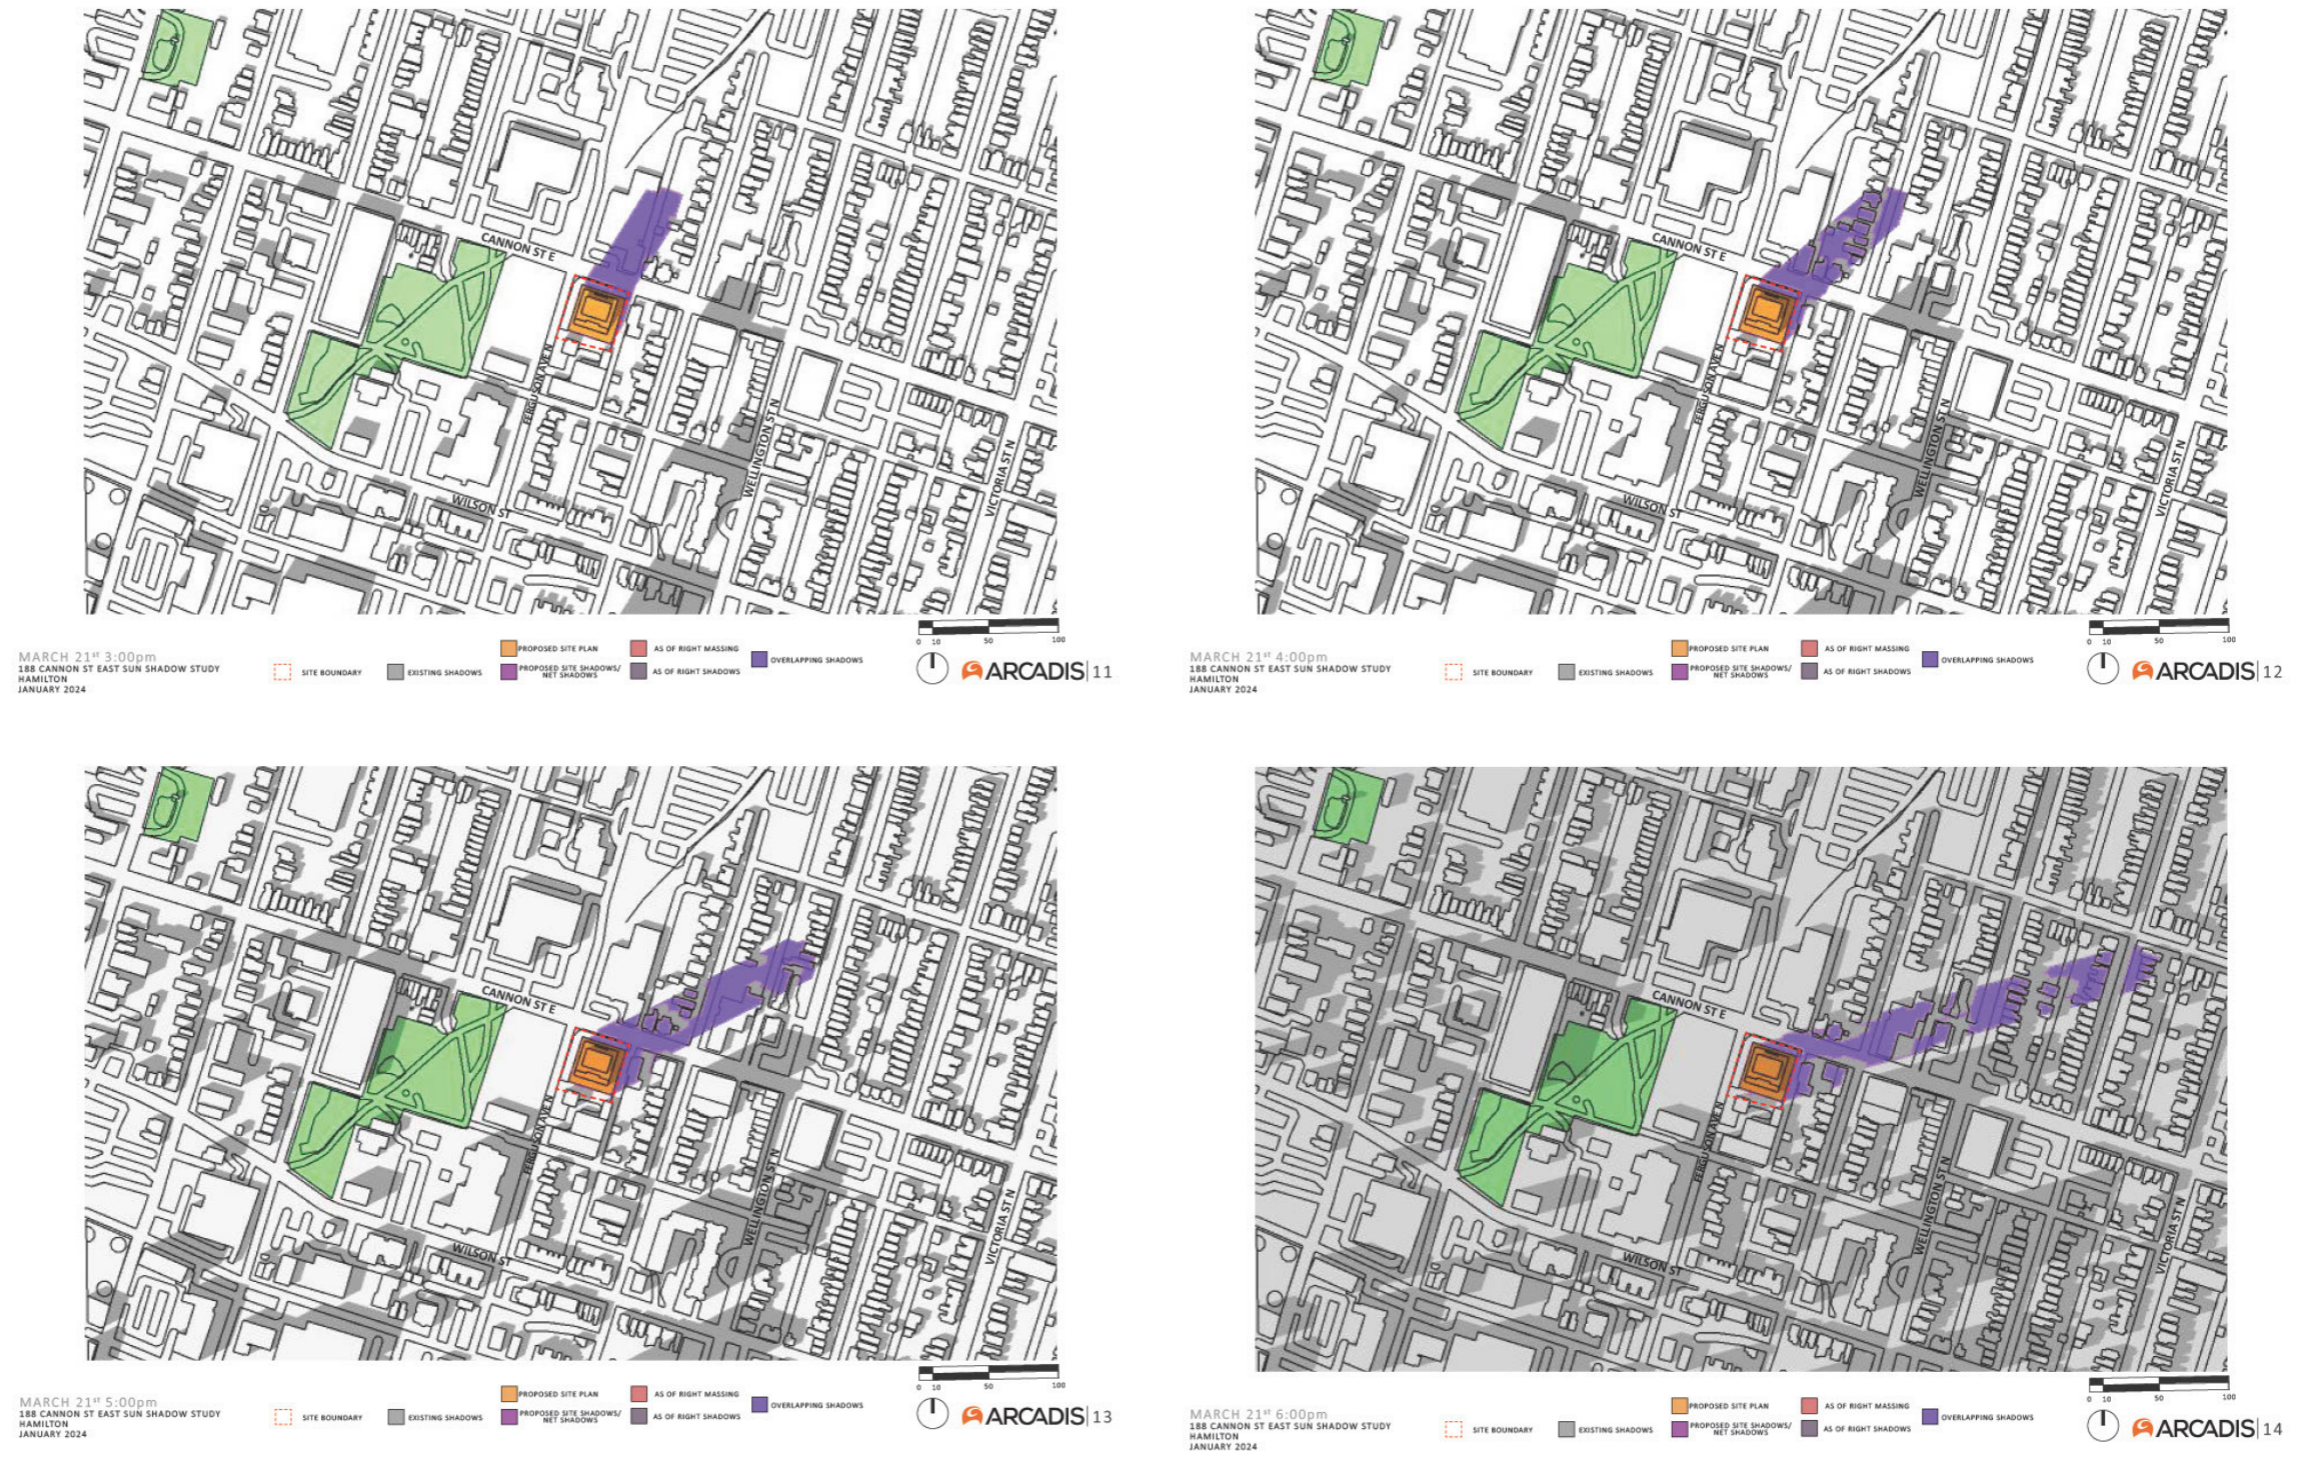 CANNON ST E
FERGUSON AVE N
WELLINGTON ST N
VICTORIA ST N
WILSON ST
0 10 50 100
MARCH 21st 3:00pm
188 CANNON ST EAST SUN SHADOW STUDY
HAMILTON
JANUARY 2024
SITE BOUNDARY
EXISTING SHADOWS
PROPOSED SITE PLAN
PROPOSED SITE SHADOWS/
NET SHADOWS
AS OF RIGHT MASSING
AS OF RIGHT SHADOWS
OVERLAPPING SHADOWS
ARCADIS 11
CANNON ST E
FERGUSON AVE N
WELLINGTON ST N
VICTORIA ST N
WILSON ST
0 10 50 100
MARCH 21st 4:00pm
188 CANNON ST EAST SUN SHADOW STUDY
HAMILTON
JANUARY 2024
SITE BOUNDARY
EXISTING SHADOWS
PROPOSED SITE PLAN
PROPOSED SITE SHADOWS/
NET SHADOWS
AS OF RIGHT MASSING
AS OF RIGHT SHADOWS
OVERLAPPING SHADOWS
ARCADIS 12
CANNON ST E
FERGUSON AVE N
WELLINGTON ST N
VICTORIA ST N
WILSON ST
0 10 50 100
MARCH 21st 5:00pm
188 CANNON ST EAST SUN SHADOW STUDY
HAMILTON
JANUARY 2024
SITE BOUNDARY
EXISTING SHADOWS
PROPOSED SITE PLAN
PROPOSED SITE SHADOWS/
NET SHADOWS
AS OF RIGHT MASSING
AS OF RIGHT SHADOWS
OVERLAPPING SHADOWS
ARCADIS 13
CANNON ST E
FERGUSON AVE N
WELLINGTON ST N
VICTORIA ST N
WILSON ST
0 10 50 100
MARCH 21st 6:00pm
188 CANNON ST EAST SUN SHADOW STUDY
HAMILTON
JANUARY 2024
SITE BOUNDARY
EXISTING SHADOWS
PROPOSED SITE PLAN
PROPOSED SITE SHADOWS/
NET SHADOWS
AS OF RIGHT MASSING
AS OF RIGHT SHADOWS
OVERLAPPING SHADOWS
ARCADIS 14